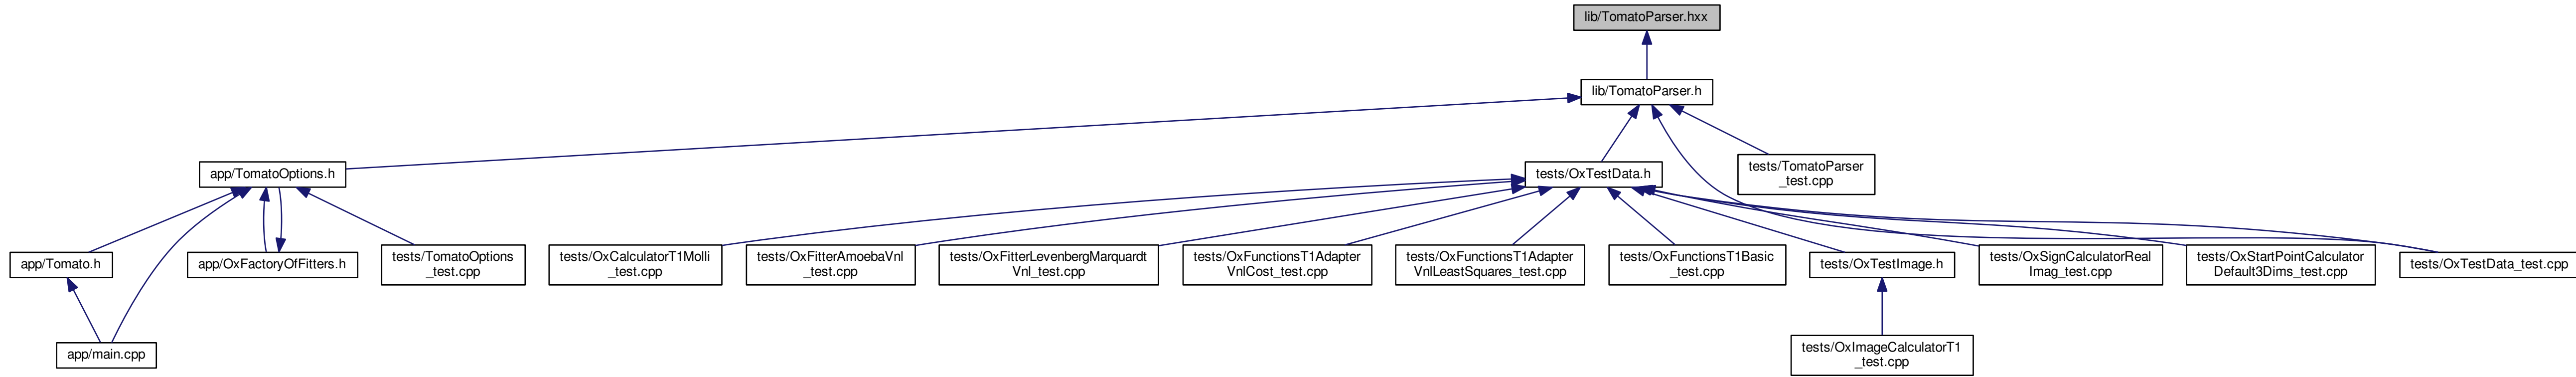 lib/TomatoParser.hxx
lib/TomatoParser.h
app/TomatoOptions.h
tests/OxTestData.h
tests/TomatoParser
_test.cpp
app/Tomato.h
app/OxFactoryOfFitters.h
tests/TomatoOptions
_test.cpp
tests/OxCalculatorT1Molli
_test.cpp
tests/OxFitterAmoebaVnl
_test.cpp
tests/OxFitterLevenbergMarquardt
Vnl_test.cpp
tests/OxFunctionsT1Adapter
VnlCost_test.cpp
tests/OxFunctionsT1Adapter
VnlLeastSquares_test.cpp
tests/OxFunctionsT1Basic
_test.cpp
tests/OxTestImage.h
tests/OxSignCalculatorReal
Imag_test.cpp
tests/OxStartPointCalculator
Default3Dims_test.cpp
tests/OxTestData_test.cpp
app/main.cpp
tests/OxImageCalculatorT1
_test.cpp